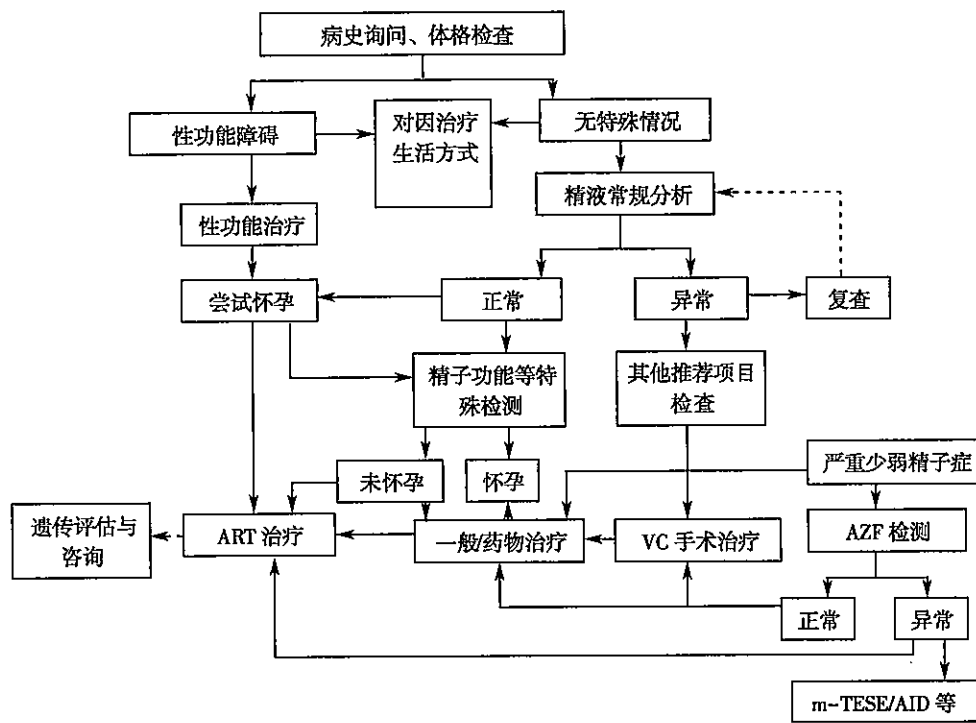 病史询问、体格检查
性功能障碍
对因治疗
生活方式
无特殊情况
精液常规分析
性功能治疗
尝试怀孕
正常
异常
复查
精子功能等特
殊检测
其他推荐项目
检查
未怀孕
怀孕
严重少弱精子症
遗传评估与
咨询
ART 治疗
一般/药物治疗
VC 手术治疗
AZF 检测
正常
异常
m-TESE/AID 等